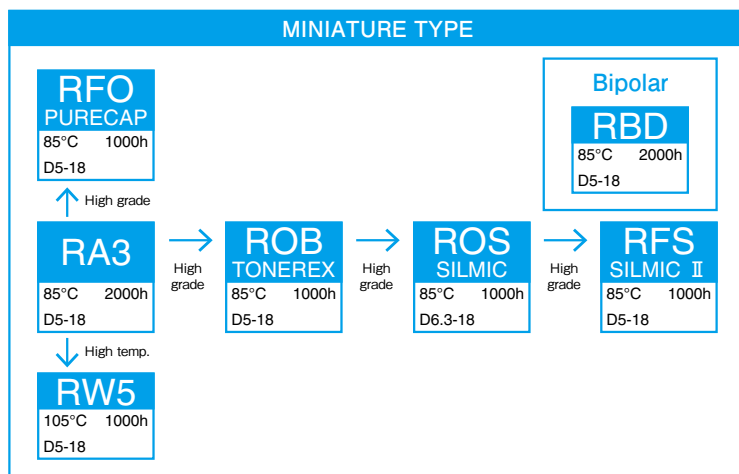 MINIATURE TYPE
RFO
PURECAP
85°C 1000h
D5-18
Bipolar
RBD
85°C 2000h
D5-18
High grade
RA3
85°C 2000h
D5-18
High
grade
ROB
TONEREX
85°C 1000h
D5-18
High
grade
ROS
SILMIC
85°C 1000h
D6.3-18
High
grade
RFS
SILMIC Ⅱ
85°C 1000h
D5-18
High temp.
RW5
105°C 1000h
D5-18